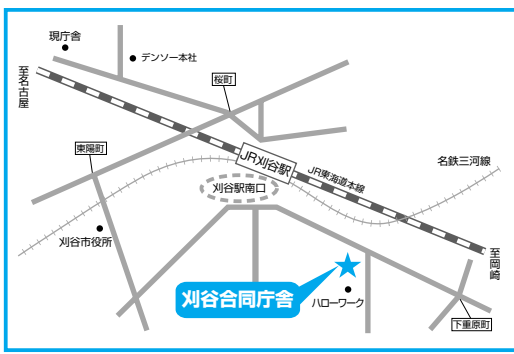 現庁舎
デンソー本社
至名古屋
桜町
東陽町
JR刈谷駅
JR東海道本線
名鉄三河線
刈谷駅南口
刈谷市役所
至岡崎
刈谷合同庁舎
ハローワーク
下重原町